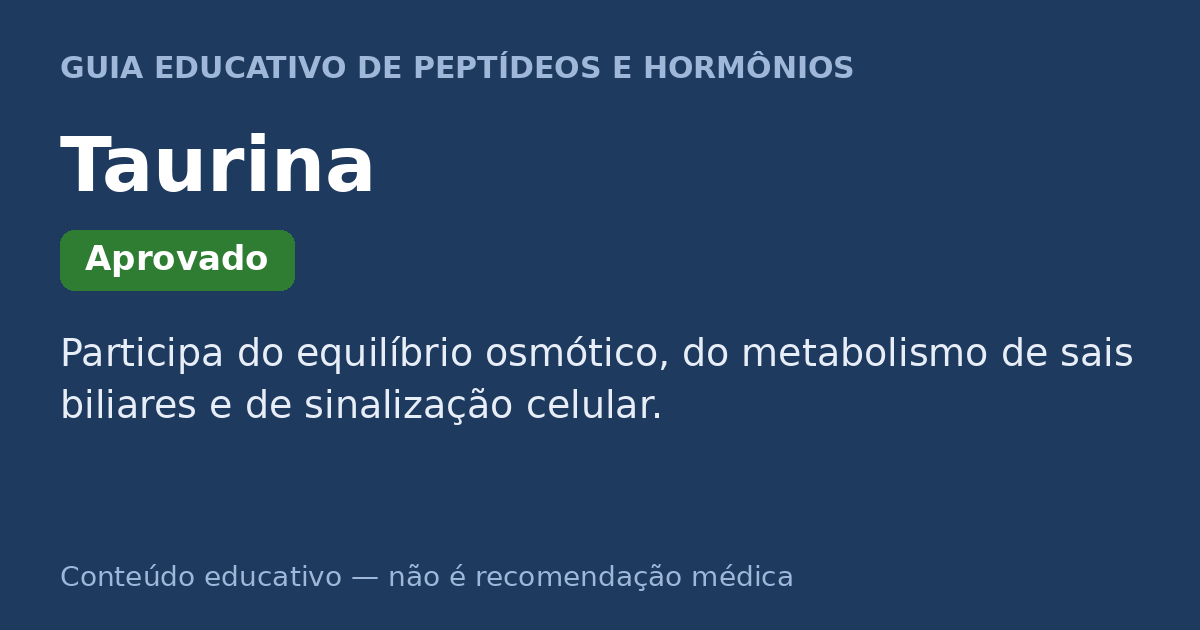 GUIA EDUCATIVO DE PEPTÍDEOS E HORMÔNIOS
Taurina
Aprovado
Participa do equilíbrio osmótico, do metabolismo de sais
biliares e de sinalização celular.
Conteúdo educativo — não é recomendação médica